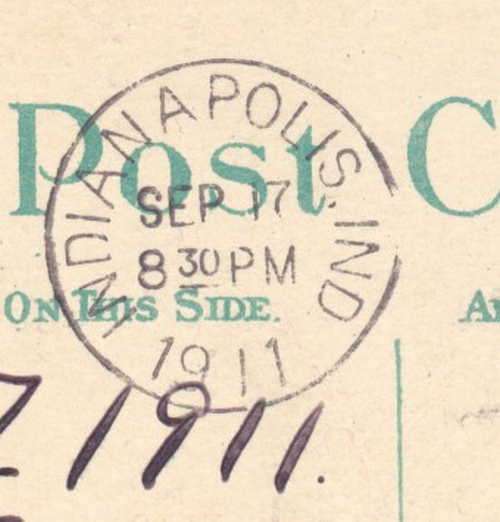 Post C
INDIANAPOLIS. IND
SEP 17
8 30 PM
1911
ON THIS SIDE.
1911.